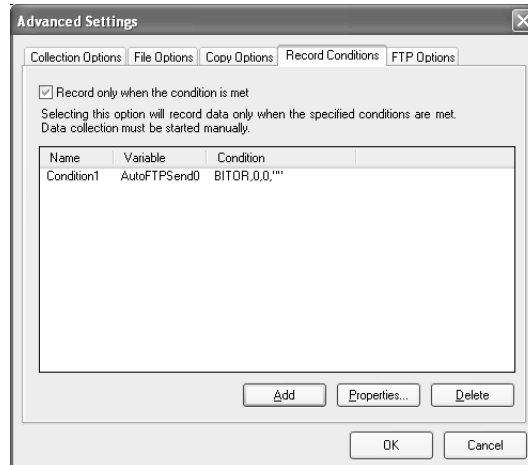 Advanced Settings
Collection Options File Options Copy Options Record Conditions FTP Options
Record only when the condition is met
Selecting this option will record data only when the specified conditions are met.
Data collection must be started manually.
Name Variable Condition
Condition1 AutoFTPSend0 BITOR,0,0,""
Add Properties... Delete
OK Cancel